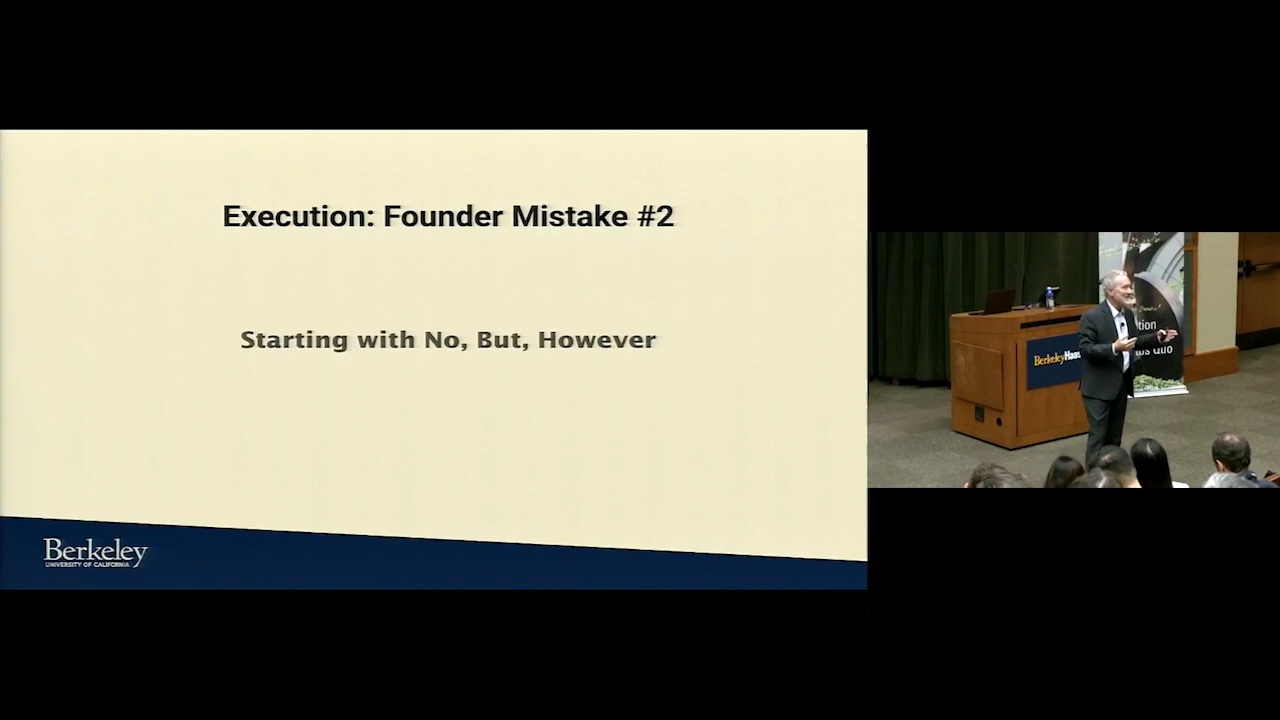 Execution: Founder Mistake #2
Starting with No, But, However
Berkeley
UNIVERSITY OF CALIFORNIA
BerkeleyHaas